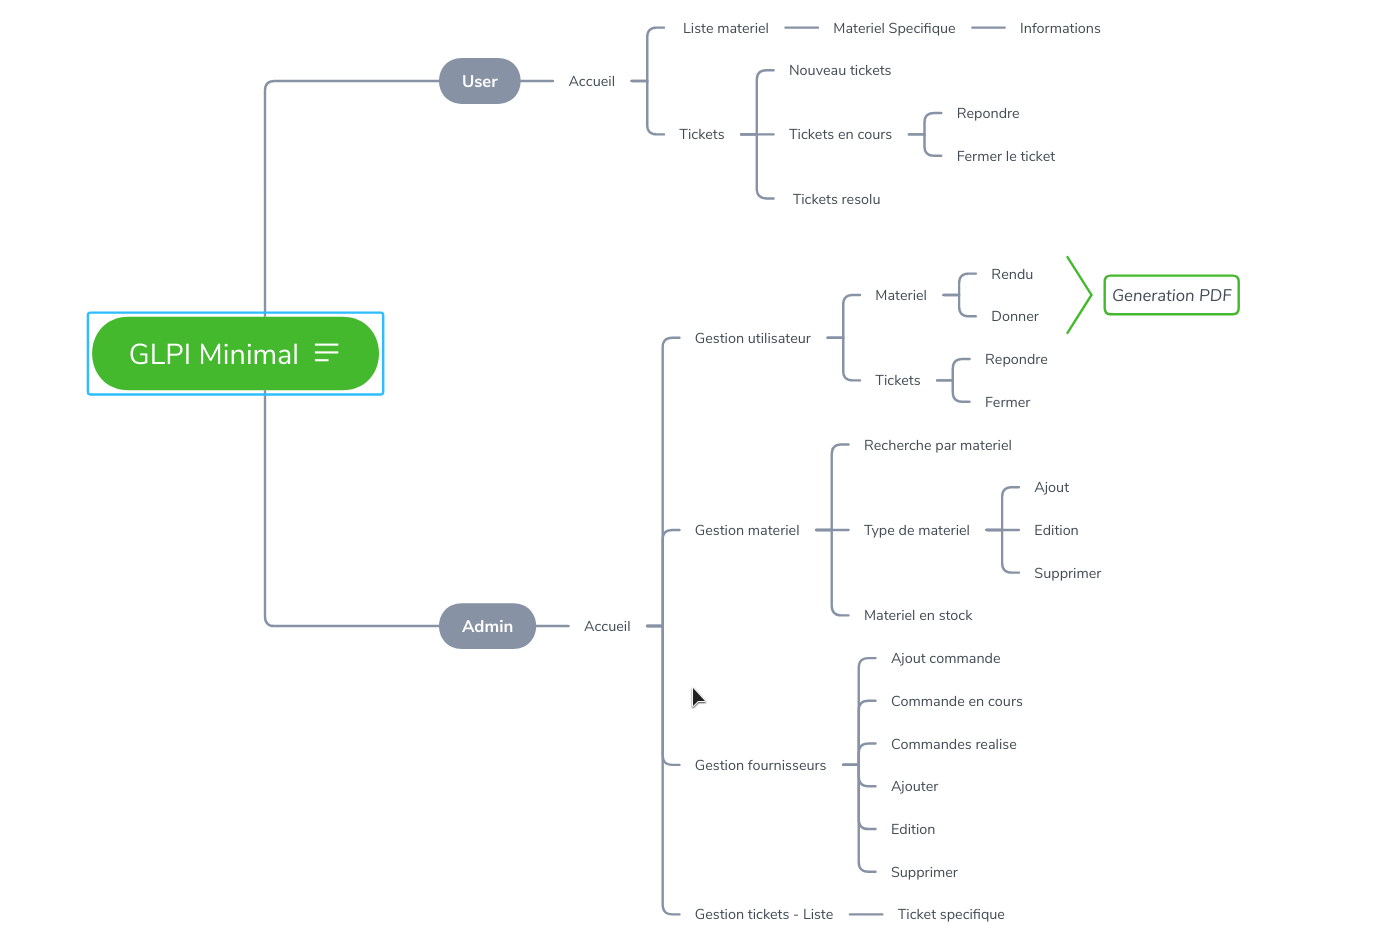 GLPI Minimal
User
Accueil
Liste materiel
Materiel Specifique
Informations
Tickets
Nouveau tickets
Tickets en cours
Repondre
Fermer le ticket
Tickets resolu
Admin
Accueil
Gestion utilisateur
Materiel
Rendu
Donner
Generation PDF
Tickets
Repondre
Fermer
Gestion materiel
Recherche par materiel
Type de materiel
Ajout
Edition
Supprimer
Materiel en stock
Gestion fournisseurs
Ajout commande
Commande en cours
Commandes realise
Ajouter
Edition
Supprimer
Gestion tickets - Liste
Ticket specifique